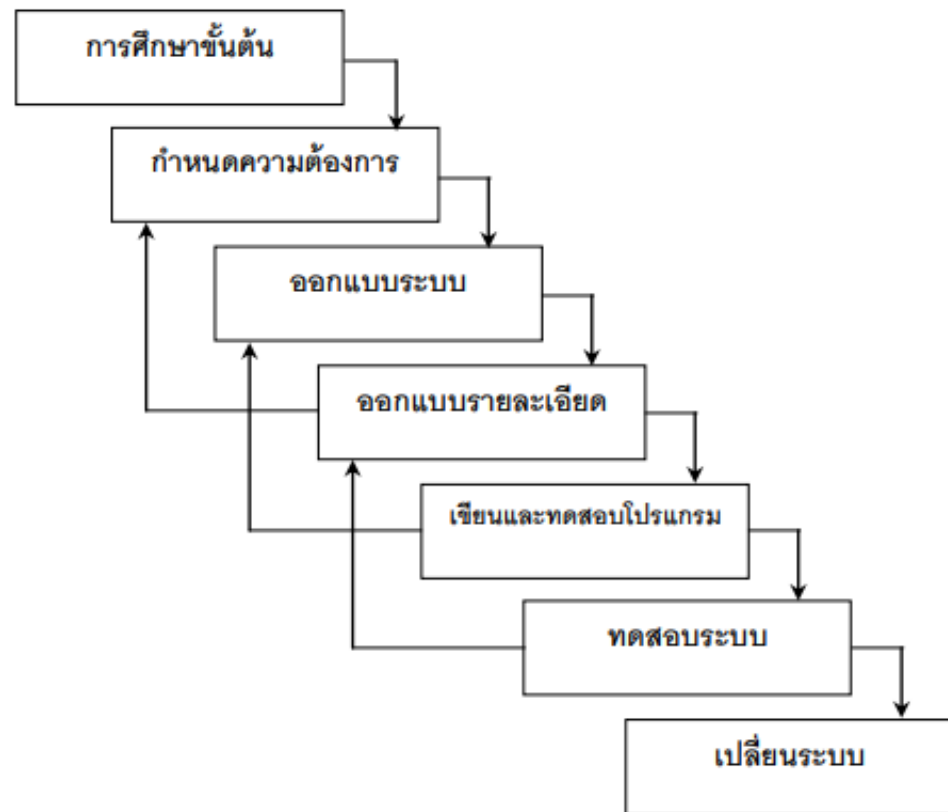 การศึกษาขั้นต้น
กำหนดความต้องการ
ออกแบบระบบ
ออกแบบรายละเอียด
เขียนและทดสอบโปรแกรม
ทดสอบระบบ
เปลี่ยนระบบ